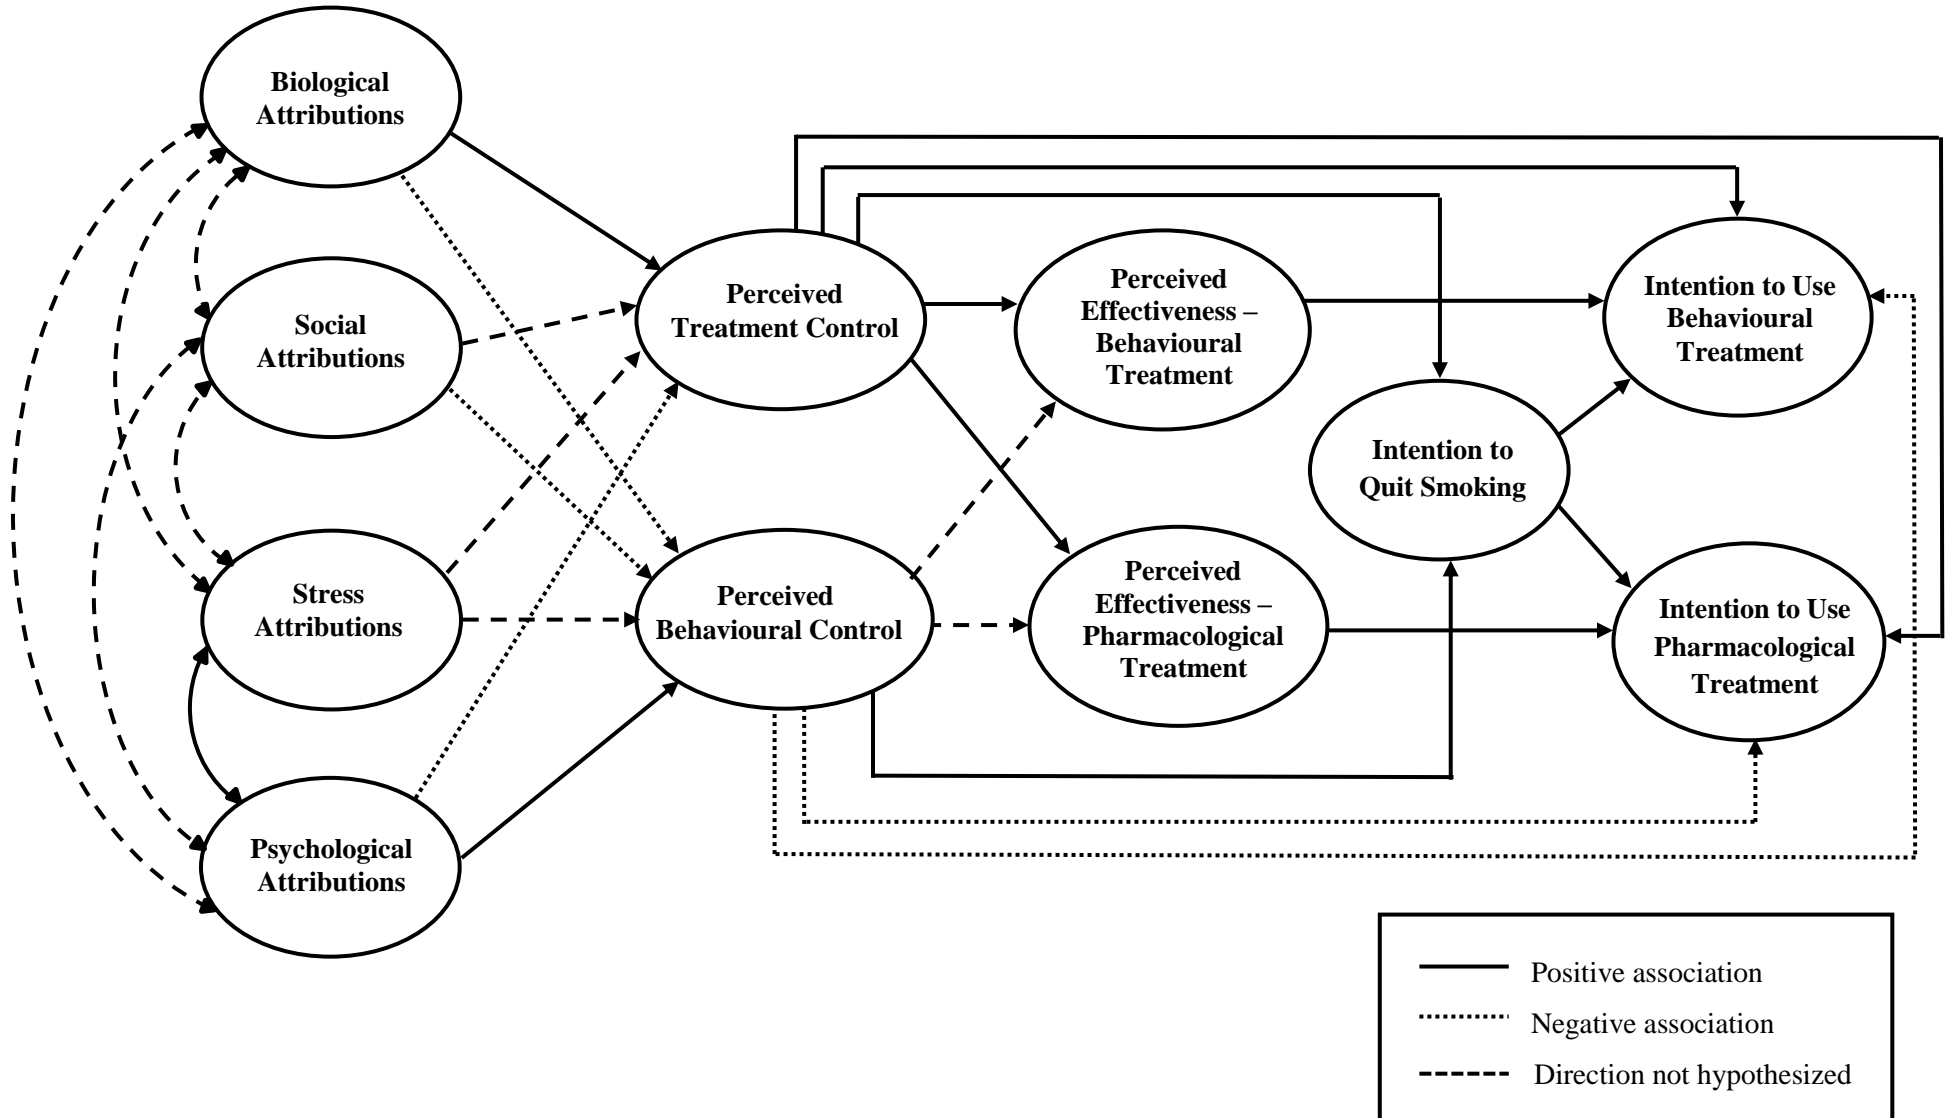 Biological
Attributions
Social
Attributions
Stress
Attributions
Psychological
Attributions
Perceived
Treatment Control
Perceived
Behavioural Control
Perceived
Effectiveness –
Behavioural
Treatment
Perceived
Effectiveness –
Pharmacological
Treatment
Intention to
Quit Smoking
Intention to Use
Behavioural
Treatment
Intention to Use
Pharmacological
Treatment
Positive association
Negative association
Direction not hypothesized